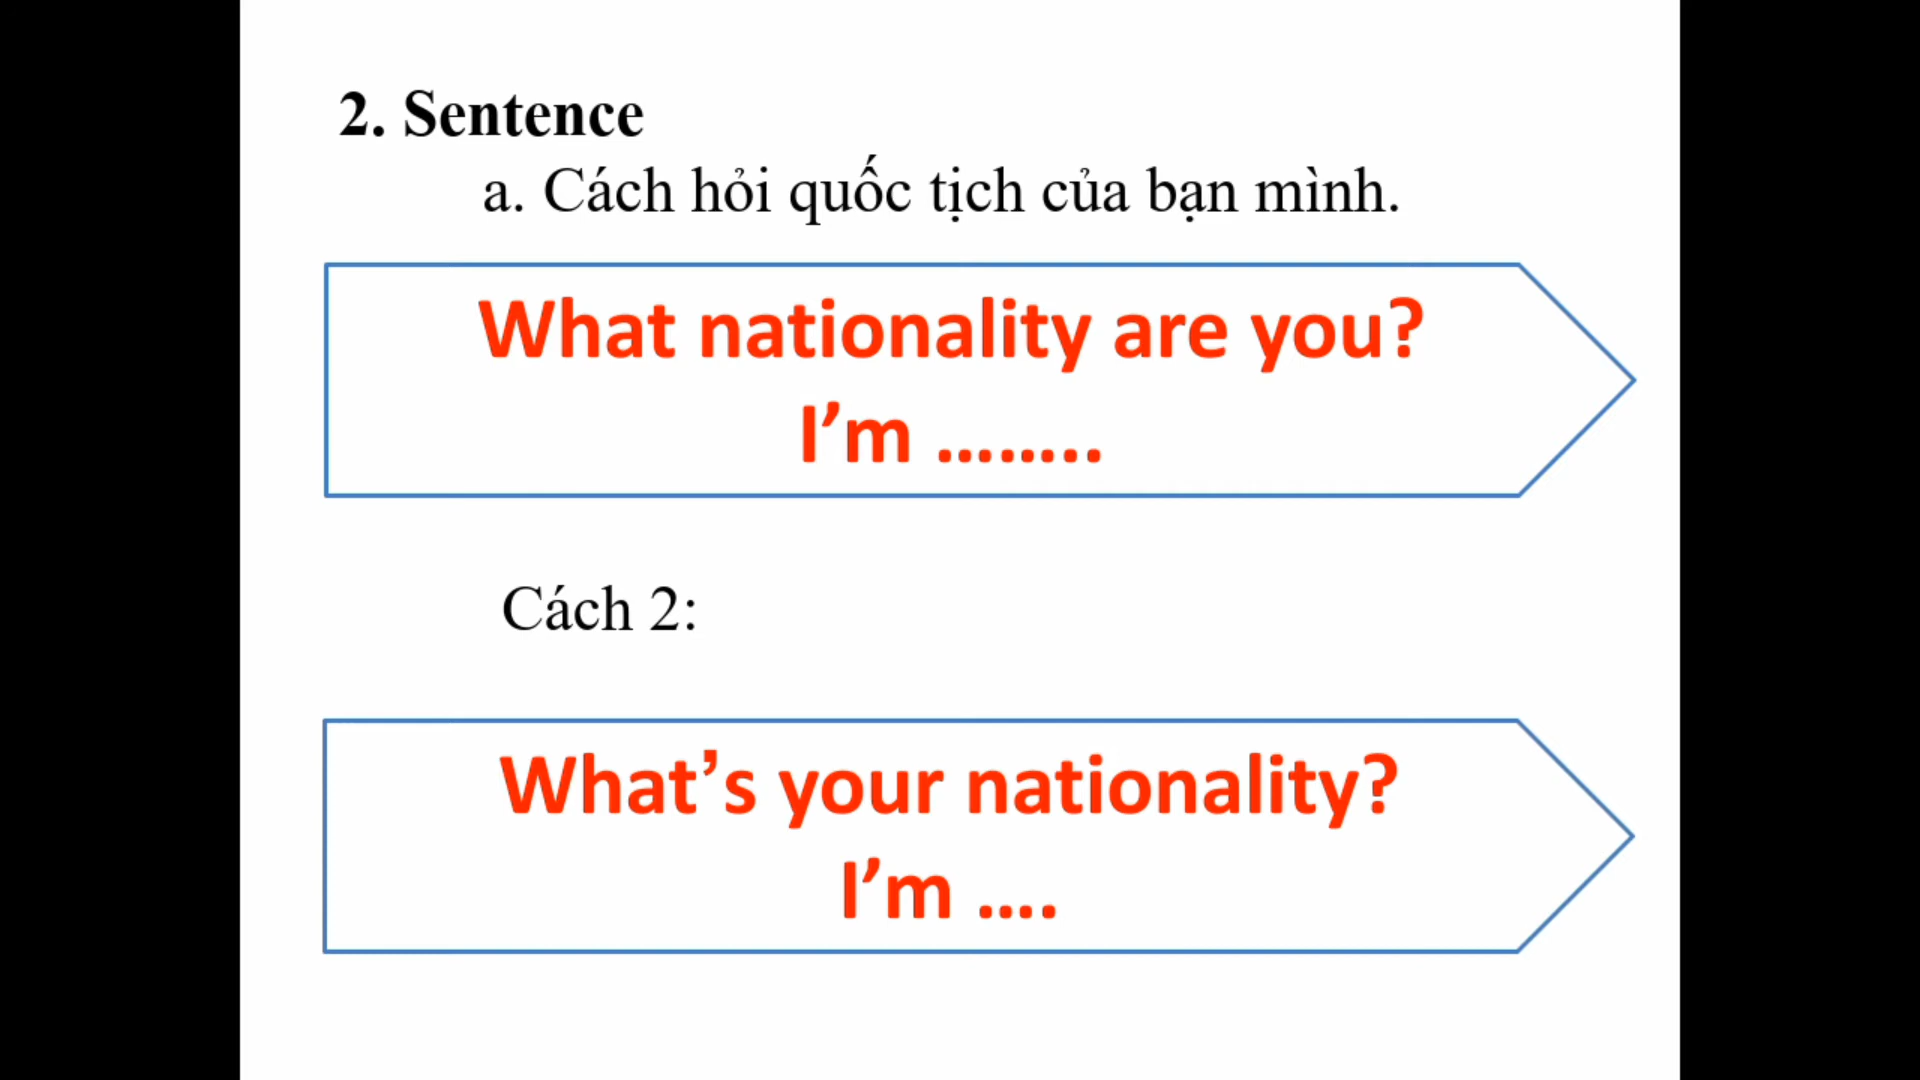 2. Sentence
a. Cách hỏi quốc tịch của bạn mình.
What nationality are you?
I’m ........
Cách 2:
What’s your nationality?
I’m ....